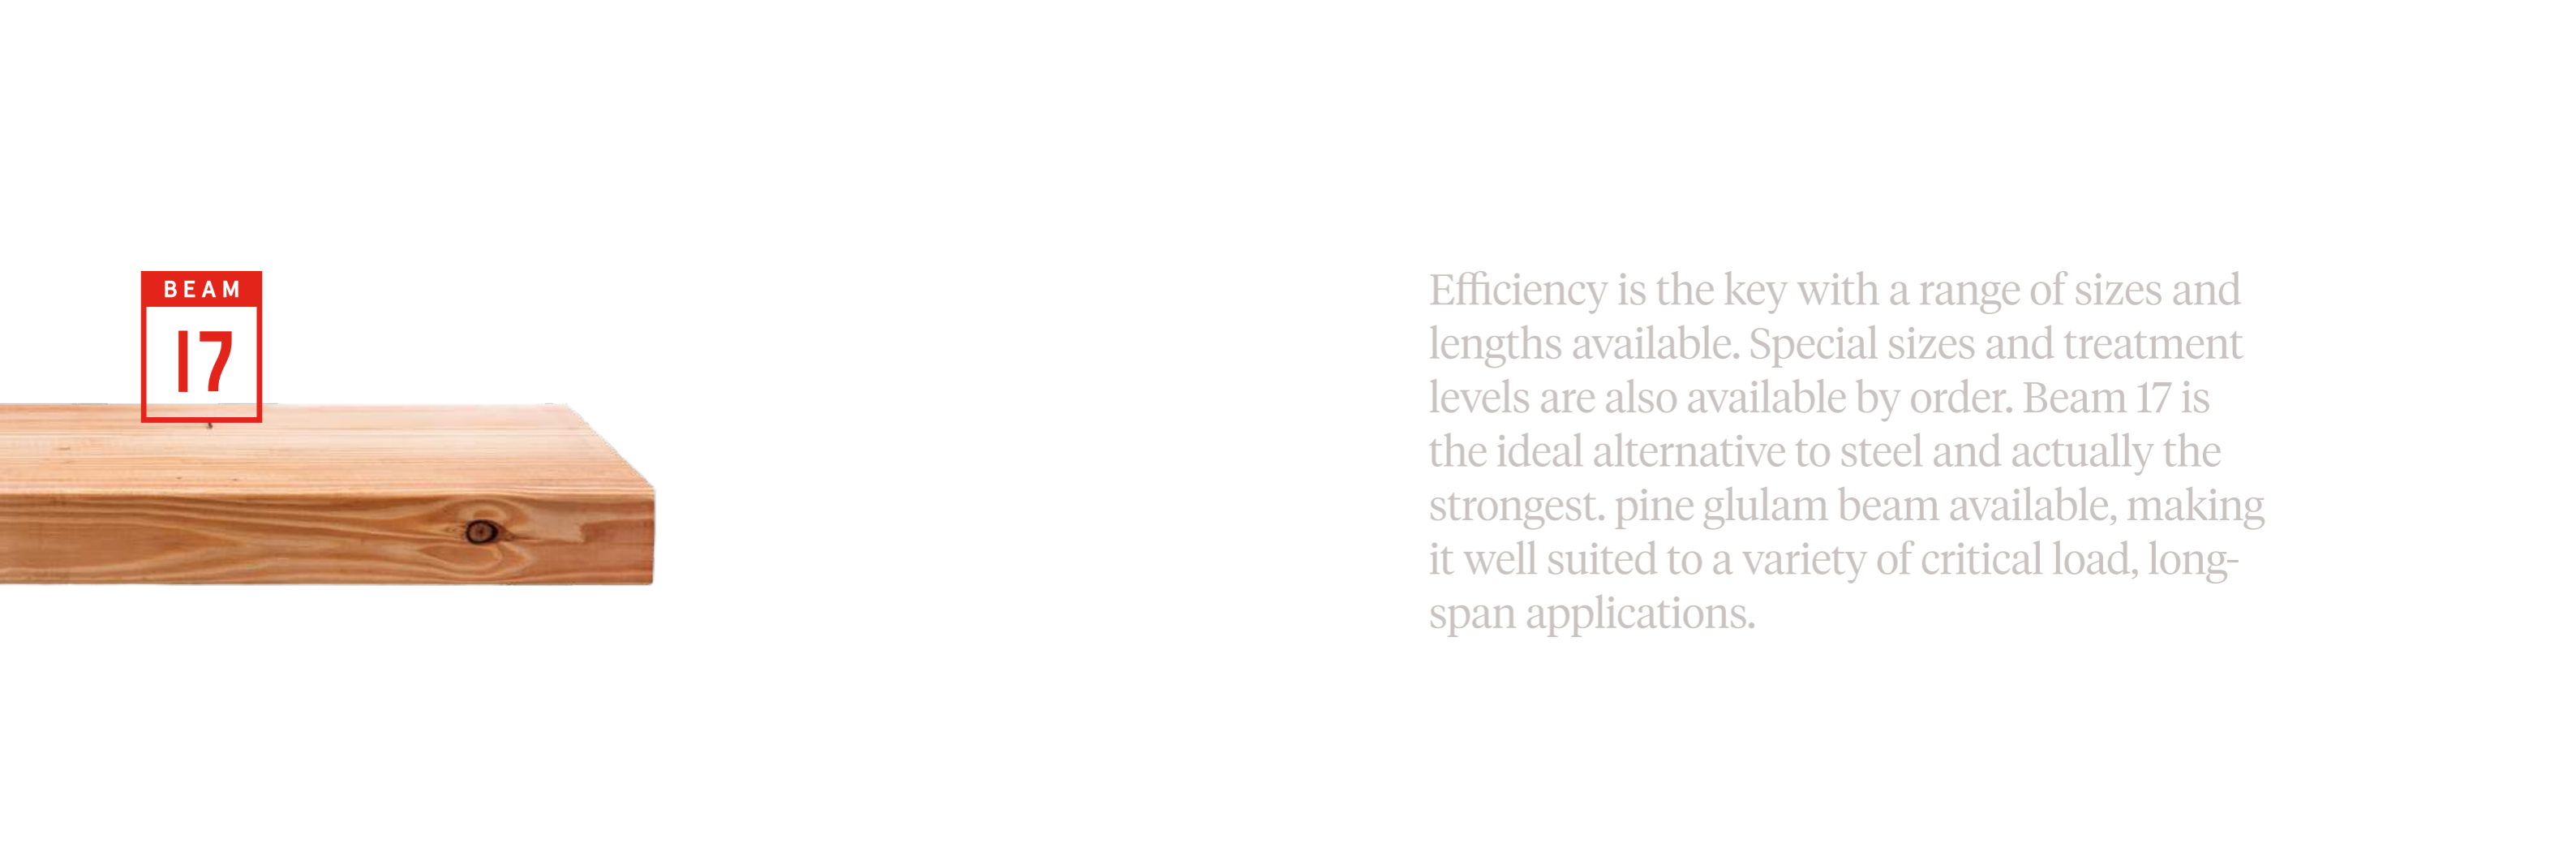 BEAM
17
Efficiency is the key with a range of sizes and
lengths available. Special sizes and treatment
levels are also available by order. Beam 17 is
the ideal alternative to steel and actually the
strongest. pine glulam beam available, making
it well suited to a variety of critical load, long-
span applications.